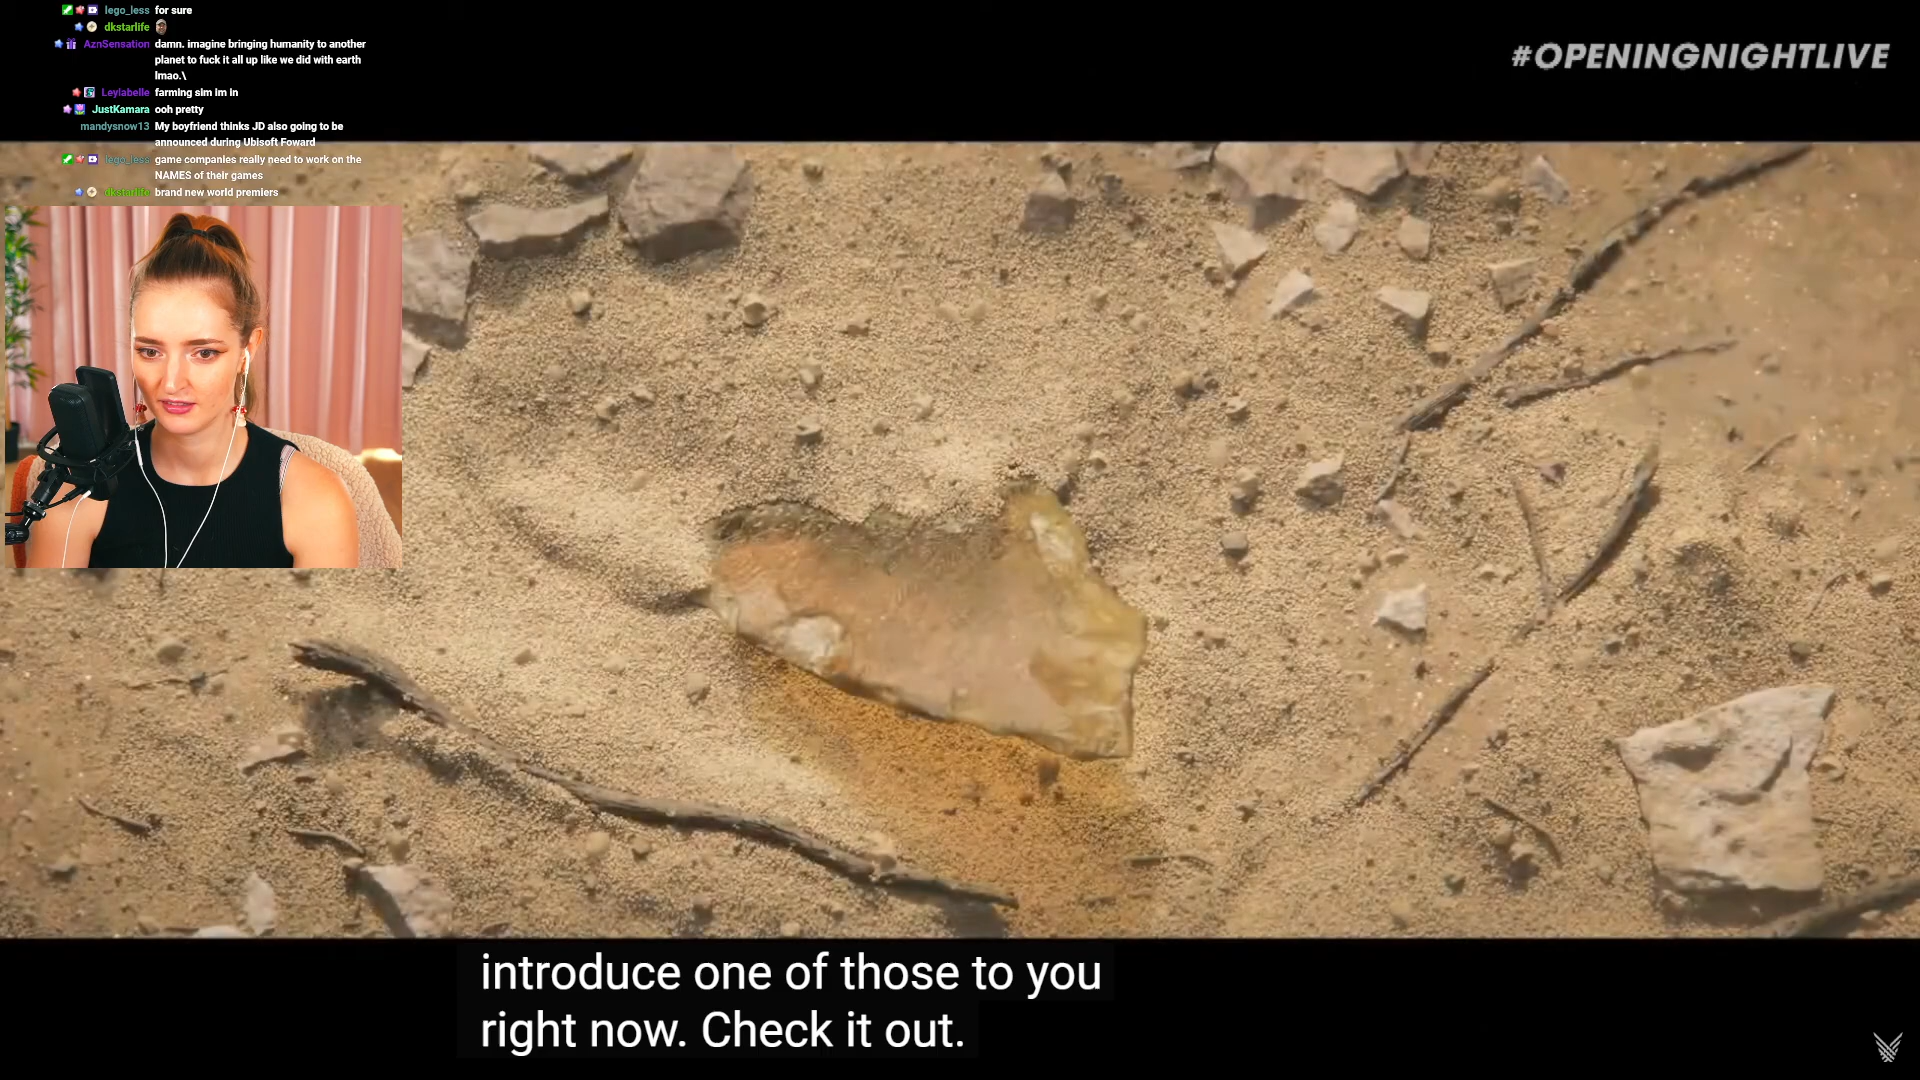 lego_less for sure
dkstarlife
AznSensation damn. imagine bringing humanity to another
planet to fuck it all up like we did with earth
lmao.\
Leylabelle farming sim im in
JustKamara ooh pretty
mandysnow13 My boyfriend thinks JD also going to be
announced during Ubisoft Foward
lego_less game companies really need to work on the
NAMES of their games
dkstarlife brand new world premiers
#OPENINGNIGHTLIVE
introduce one of those to you
right now. Check it out.